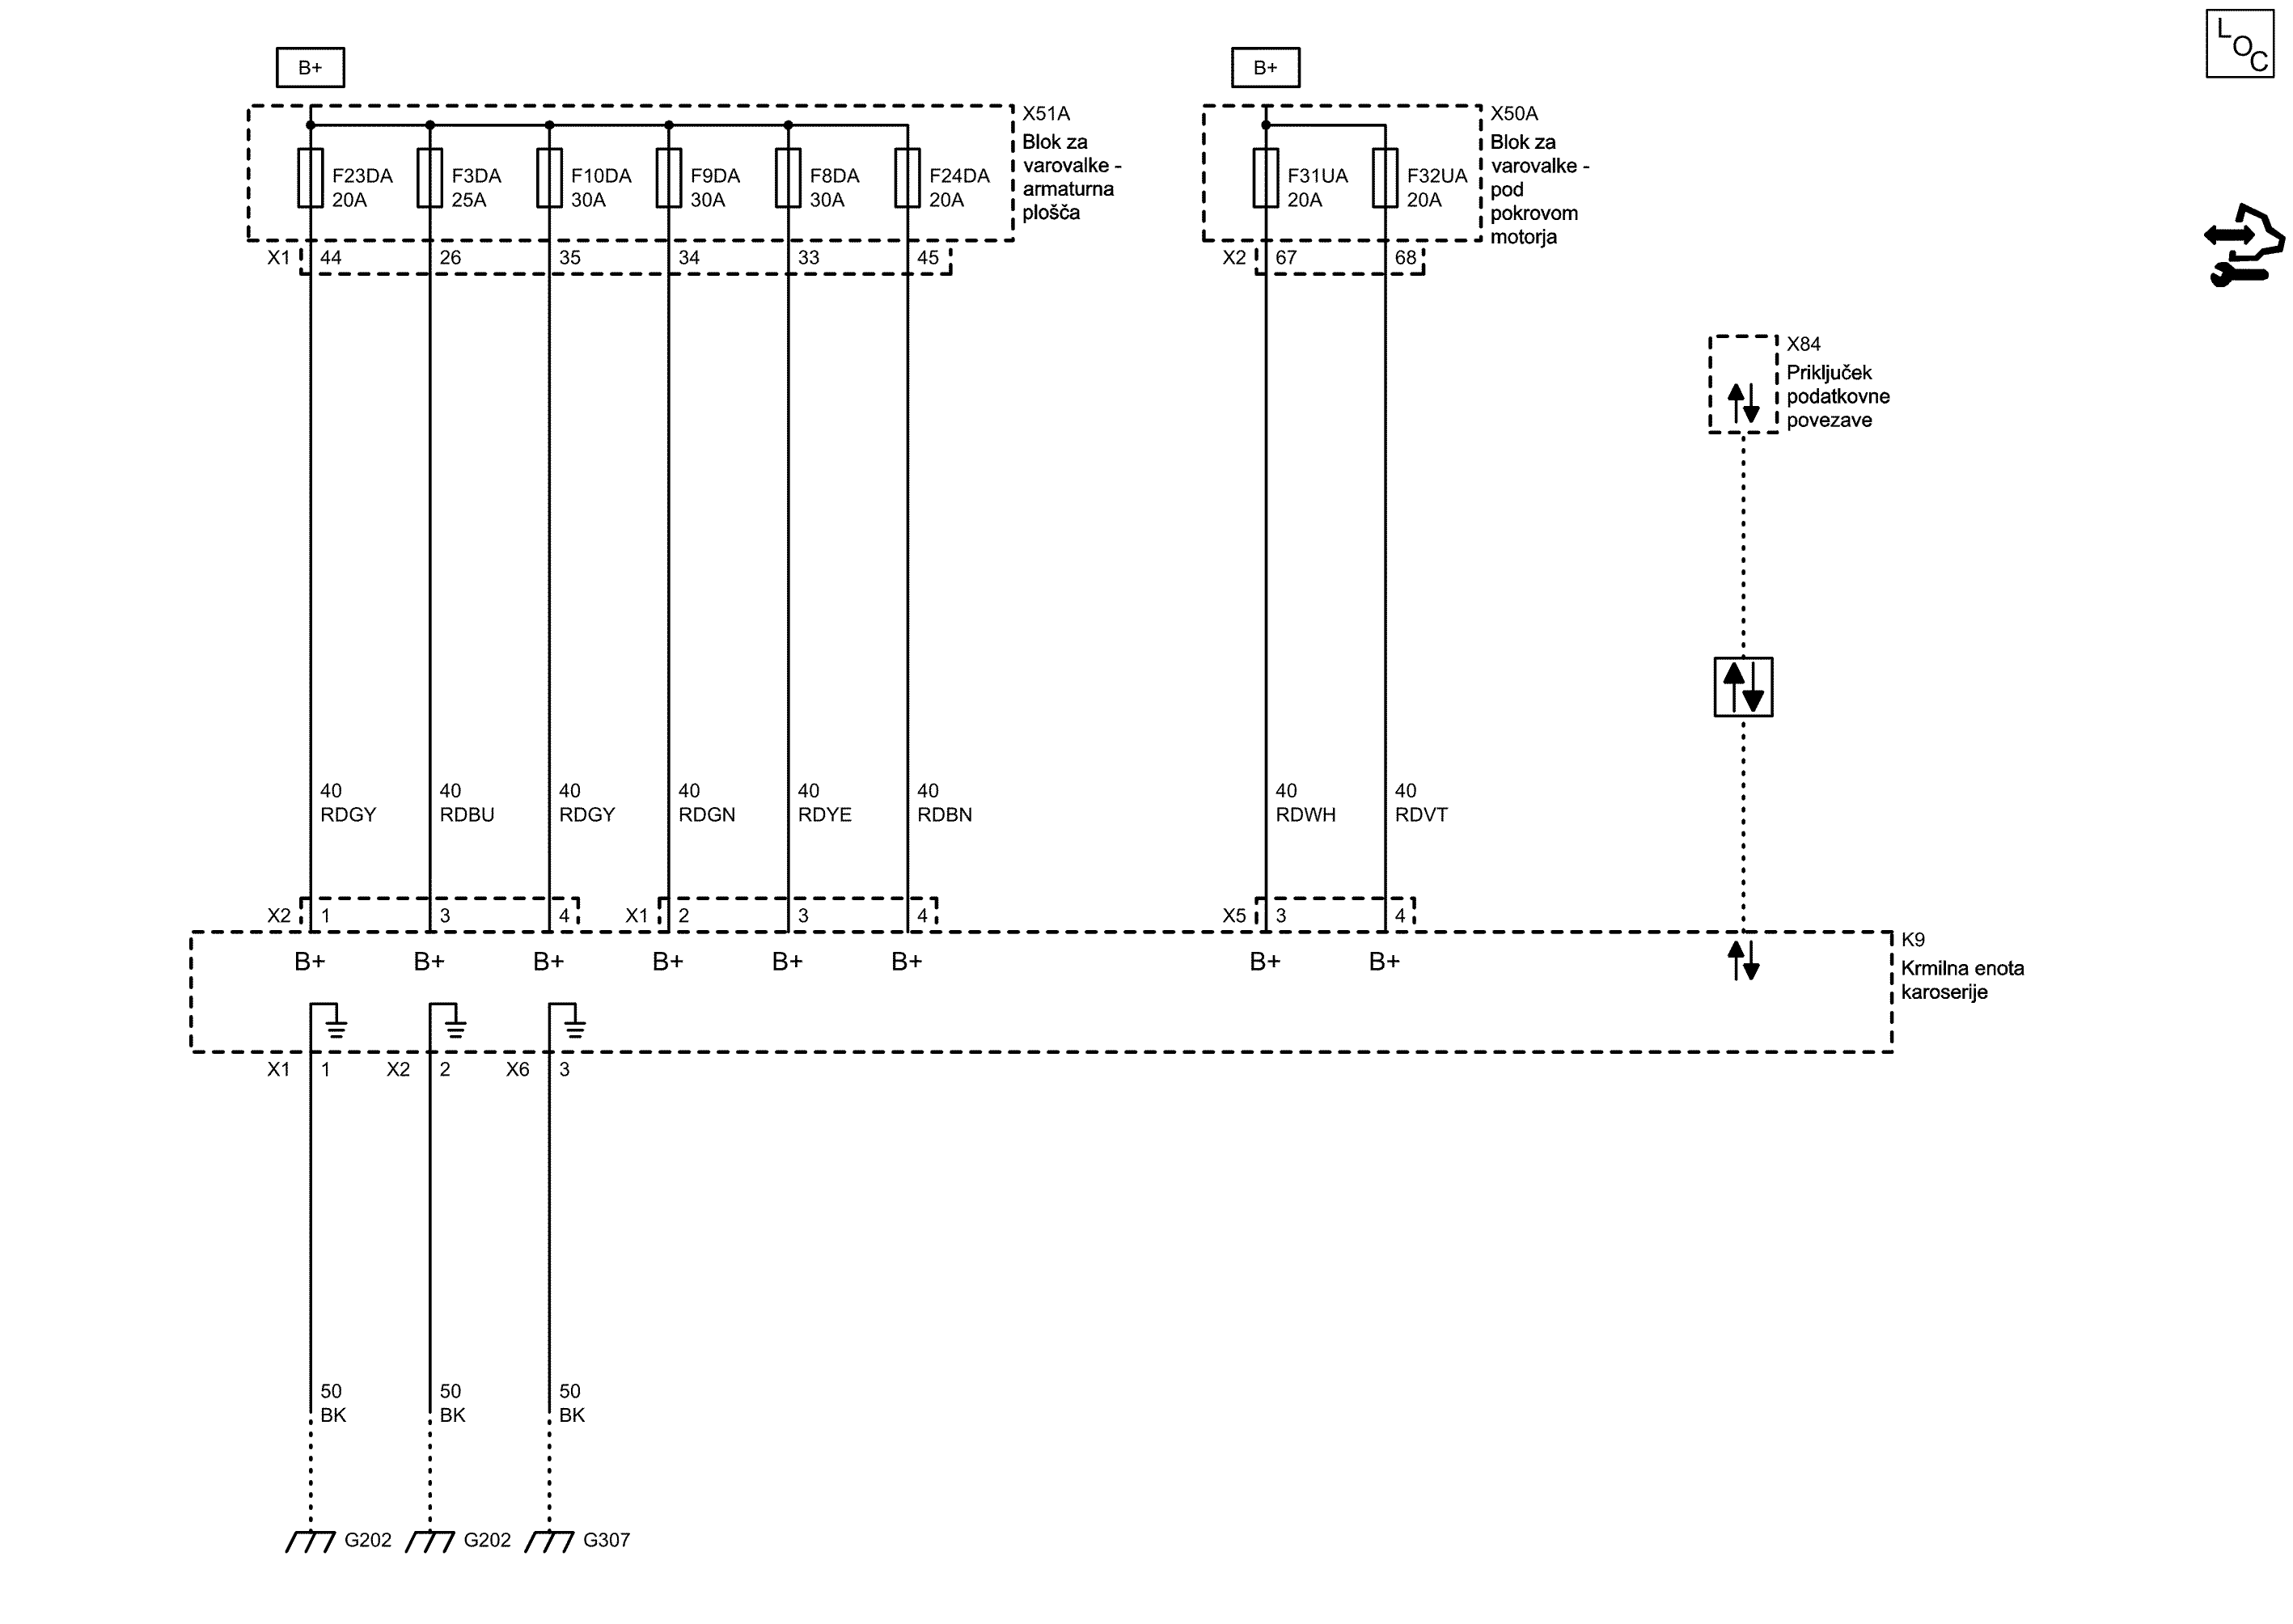 B+
B+
LOC
X51A
Blok za
varovalke -
armaturna
plošča
X50A
Blok za
varovalke -
pod
pokrovom
motorja
F23DA
20A
F3DA
25A
F10DA
30A
F9DA
30A
F8DA
30A
F24DA
20A
F31UA
20A
F32UA
20A
X1 44 26 35 34 33 45
X2 67 68
X84
Priključek
podatkovne
povezave
40
RDGY
40
RDBU
40
RDGY
40
RDGN
40
RDYE
40
RDBN
40
RDWH
40
RDVT
X2 1 3 4 X1 2 3 4 X5 3 4
B+ B+ B+ B+ B+ B+ B+ B+
K9
Krmilna enota
karoserije
X1 1 X2 2 X6 3
50
BK
50
BK
50
BK
G202 G202 G307